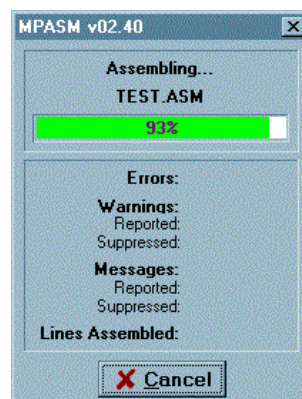 MPASM v02.40
Assembling...
TEST.ASM
93%
Errors:
Warnings:
Reported:
Suppressed:
Messages:
Reported:
Suppressed:
Lines Assembled:
Cancel